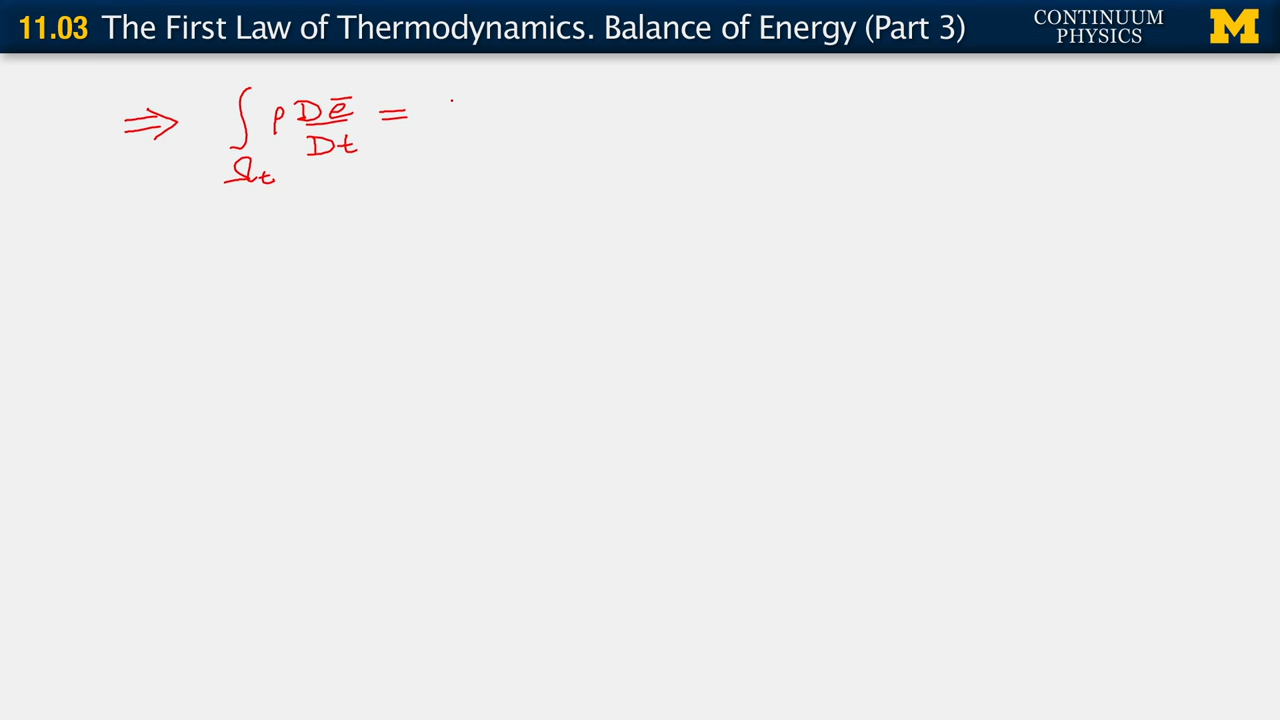 11.03 The First Law of Thermodynamics. Balance of Energy (Part 3)
CONTINUUM
PHYSICS
M
⇒ ∫_{Ω_t} ρ Dē/Dt =